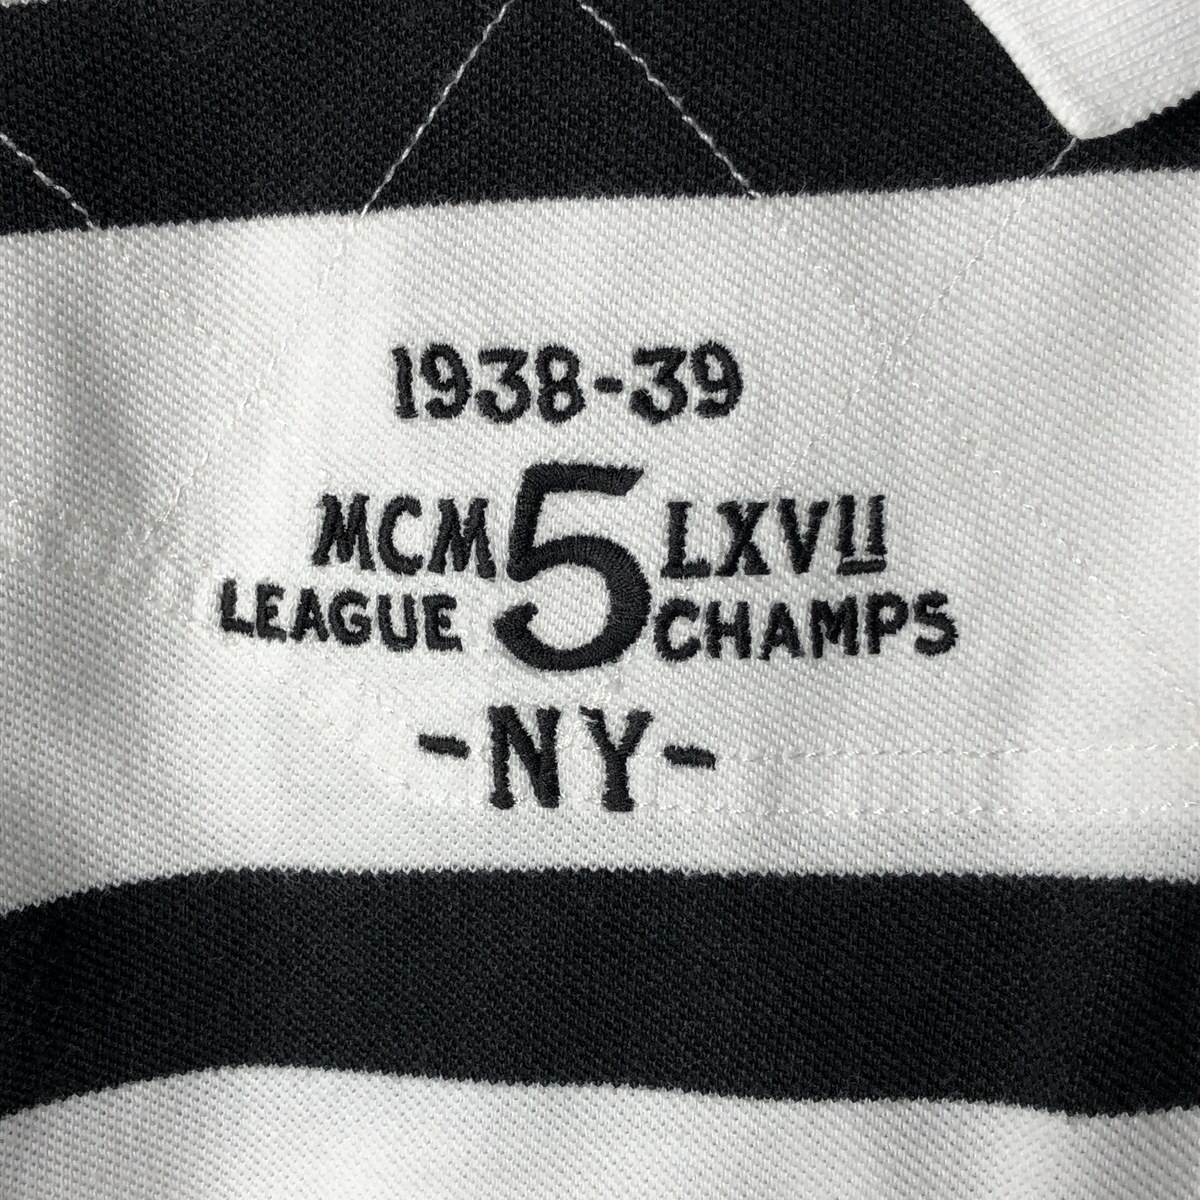 1938-39
MCM 5 LXVII
LEAGUE CHAMPS
-NY-